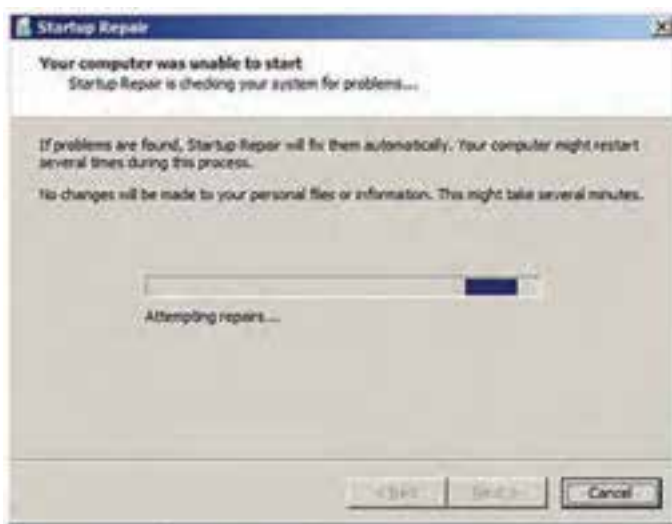 Startup Repair
Your computer was unable to start
Startup Repair is checking your system for problems...
If problems are found, Startup Repair will fix them automatically. Your computer might restart
several times during this process.
No changes will be made to your personal files or information. This might take several minutes.
Attempting repairs...
< Back
Next >
Cancel